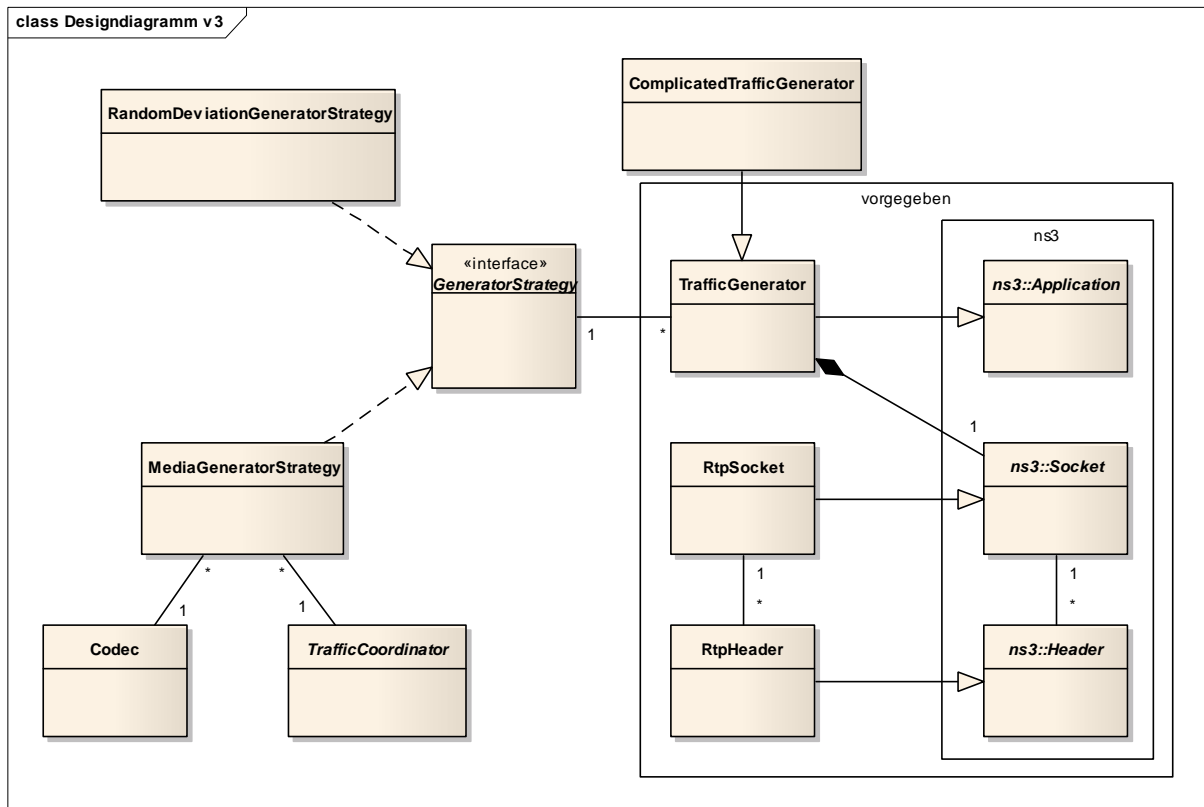 class Designdiagramm v3
ComplicatedTrafficGenerator
RandomDeviationGeneratorStrategy
vorgegeben
ns3
«interface»
GeneratorStrategy
TrafficGenerator
ns3::Application
1
*
1
MediaGeneratorStrategy
RtpSocket
ns3::Socket
*
*
1
1
1
1
*
*
Codec
TrafficCoordinator
RtpHeader
ns3::Header